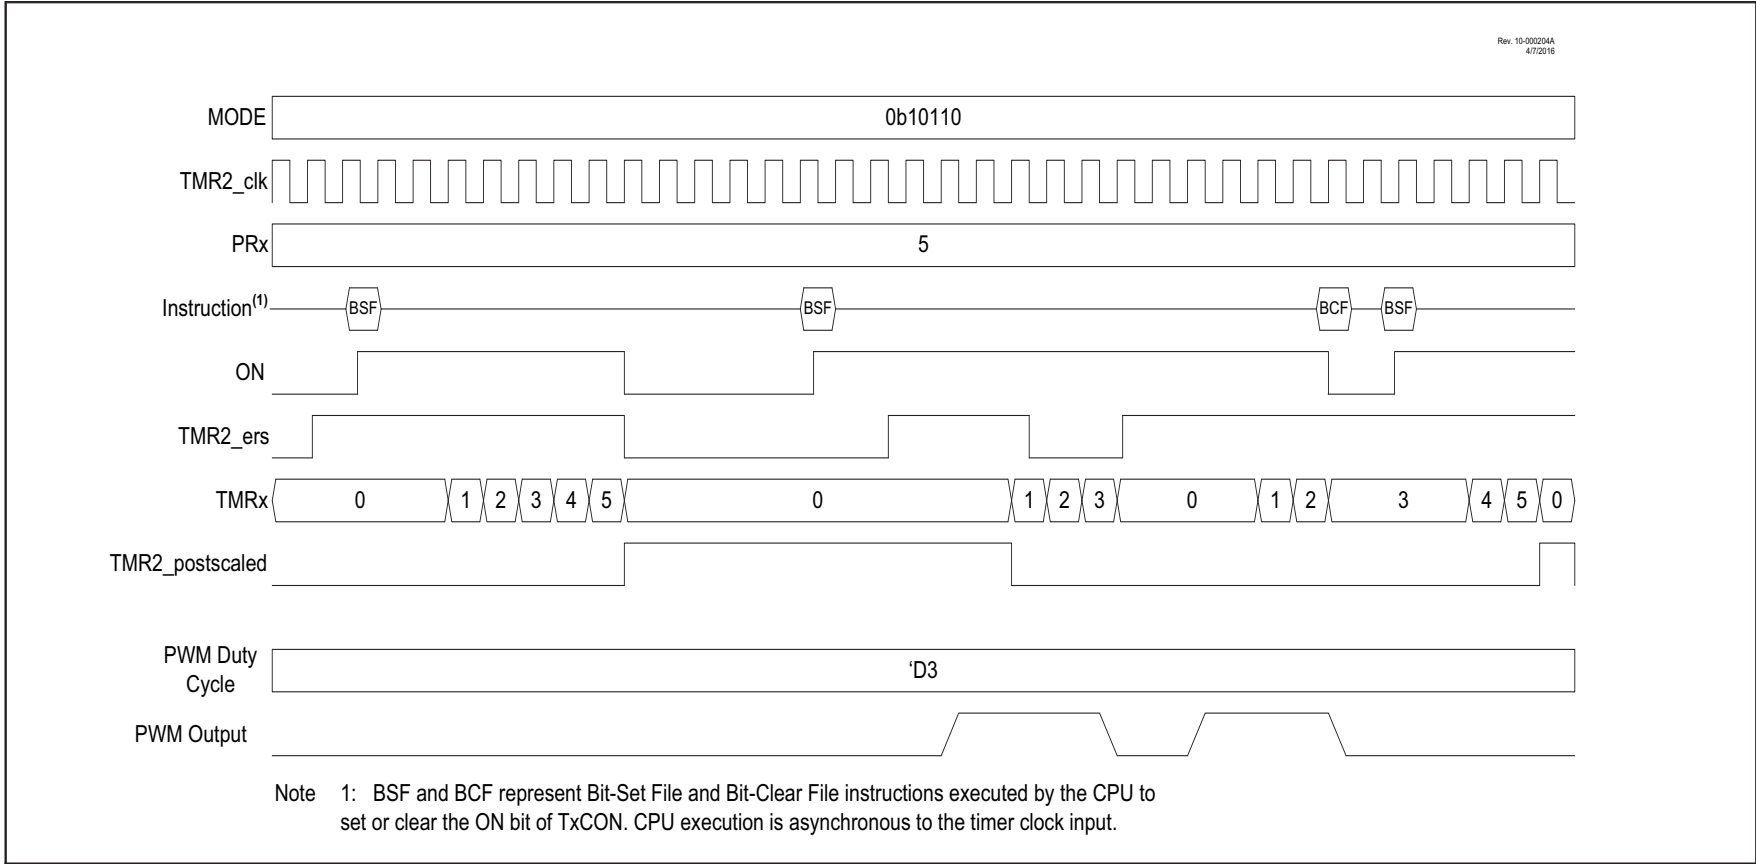 Rev. 10-000204A
4/7/2016
MODE 0b10110
TMR2_clk
PRx 5
Instruction(1) BSF BSF BCF BSF
ON
TMR2_ers
TMRx 0 1 2 3 4 5 0 1 2 3 0 1 2 3 4 5 0
TMR2_postscaled
PWM Duty
Cycle
‘D3
PWM Output
Note 1: BSF and BCF represent Bit-Set File and Bit-Clear File instructions executed by the CPU to
set or clear the ON bit of TxCON. CPU execution is asynchronous to the timer clock input.